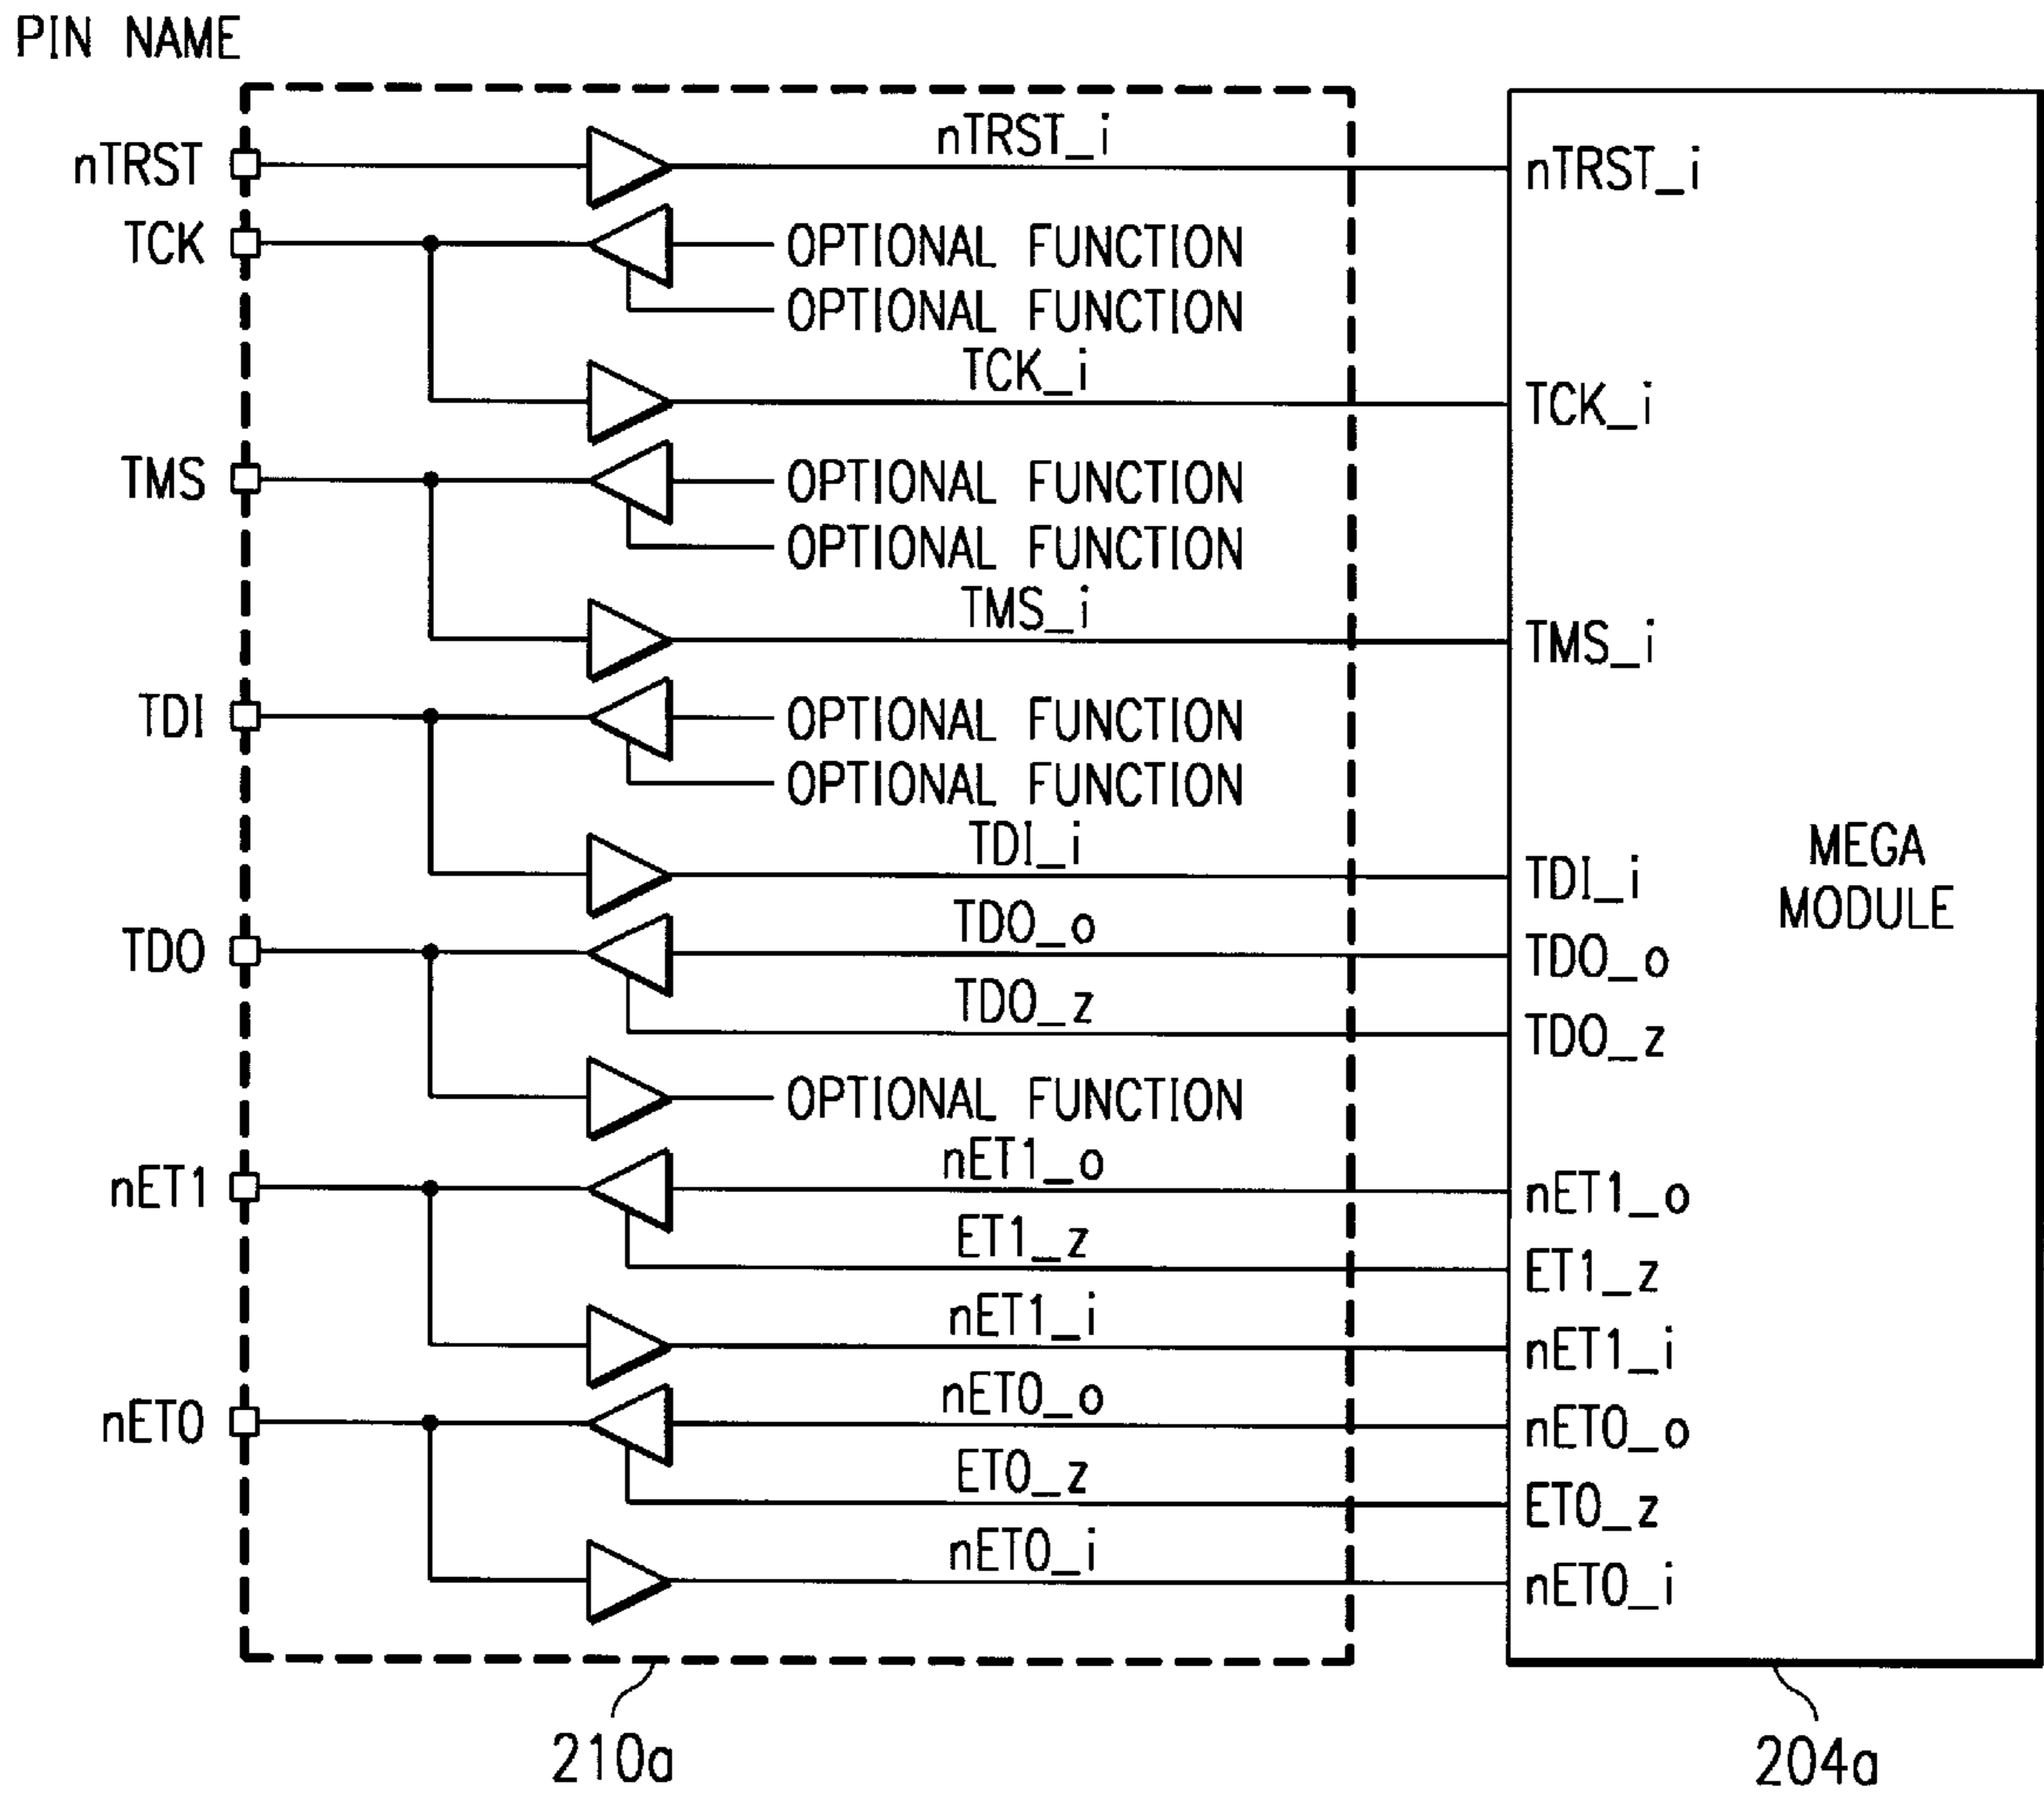 PIN NAME
nTRST
nTRST_i
nTRST_i
TCK
OPTIONAL FUNCTION
OPTIONAL FUNCTION
TCK_i
TCK_i
TMS
OPTIONAL FUNCTION
OPTIONAL FUNCTION
TMS_i
TMS_i
TDI
OPTIONAL FUNCTION
OPTIONAL FUNCTION
TDI_i
TDI_i
MEGA
MODULE
TDO
TDO_o
TDO_o
TDO_z
TDO_z
OPTIONAL FUNCTION
nET1
nET1_o
nET1_o
ET1_z
ET1_z
nET1_i
nET1_i
nET0
nET0_o
nET0_o
ET0_z
ET0_z
nET0_i
nET0_i
210a
204a